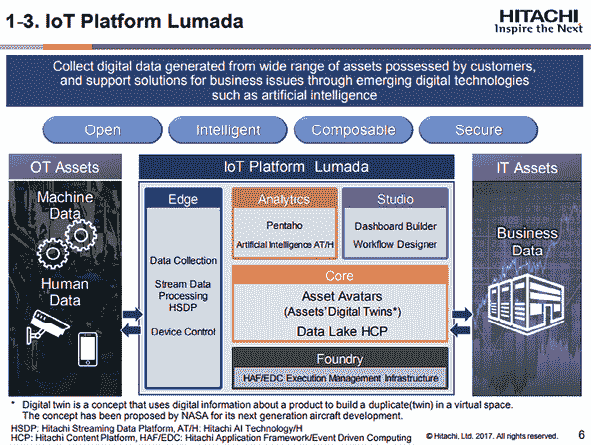 1-3. IoT Platform Lumada
HITACHI
Inspire the Next
Collect digital data generated from wide range of assets possessed by customers,
and support solutions for business issues through emerging digital technologies
such as artificial intelligence
Open
Intelligent
Composable
Secure
OT Assets
Machine
Data
Human
Data
IoT Platform Lumada
Edge
Data Collection
Stream Data
Processing
HSDP
Device Control
Analytics
Pentaho
Artificial Intelligence AT/H
Studio
Dashboard Builder
Workflow Designer
Core
Asset Avatars
(Assets'Digital Twins*)
Data Lake HCP
Foundry
HAF/EDC Execution Management Infrastructure
IT Assets
Business
Data
* Digital twin is a concept that uses digital information about a product to build a duplicate(twin) in a virtual space.
The concept has been proposed by NASA for its next generation aircraft development.
HSDP: Hitachi Streaming Data Platform, AT/H: Hitachi AI Technology/H
HCP: Hitachi Content Platform, HAF/EDC: Hitachi Application Framework/Event Driven Computing
© Hitachi, Ltd. 2017. All rights reserved.
6